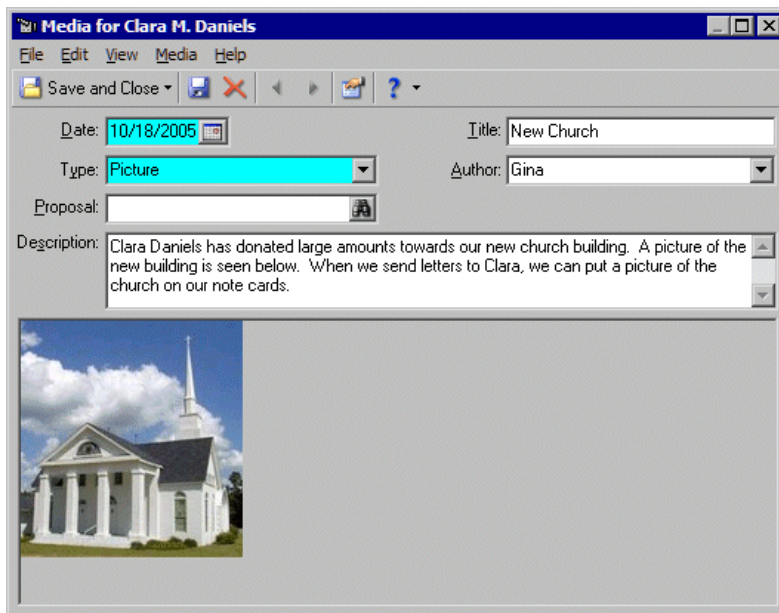 Media for Clara M. Daniels
File Edit View Media Help
Save and Close ?
Date: 10/18/2005 Title: New Church
Type: Picture Author: Gina
Proposal:
Description: Clara Daniels has donated large amounts towards our new church building. A picture of the
new building is seen below. When we send letters to Clara, we can put a picture of the
church on our note cards.